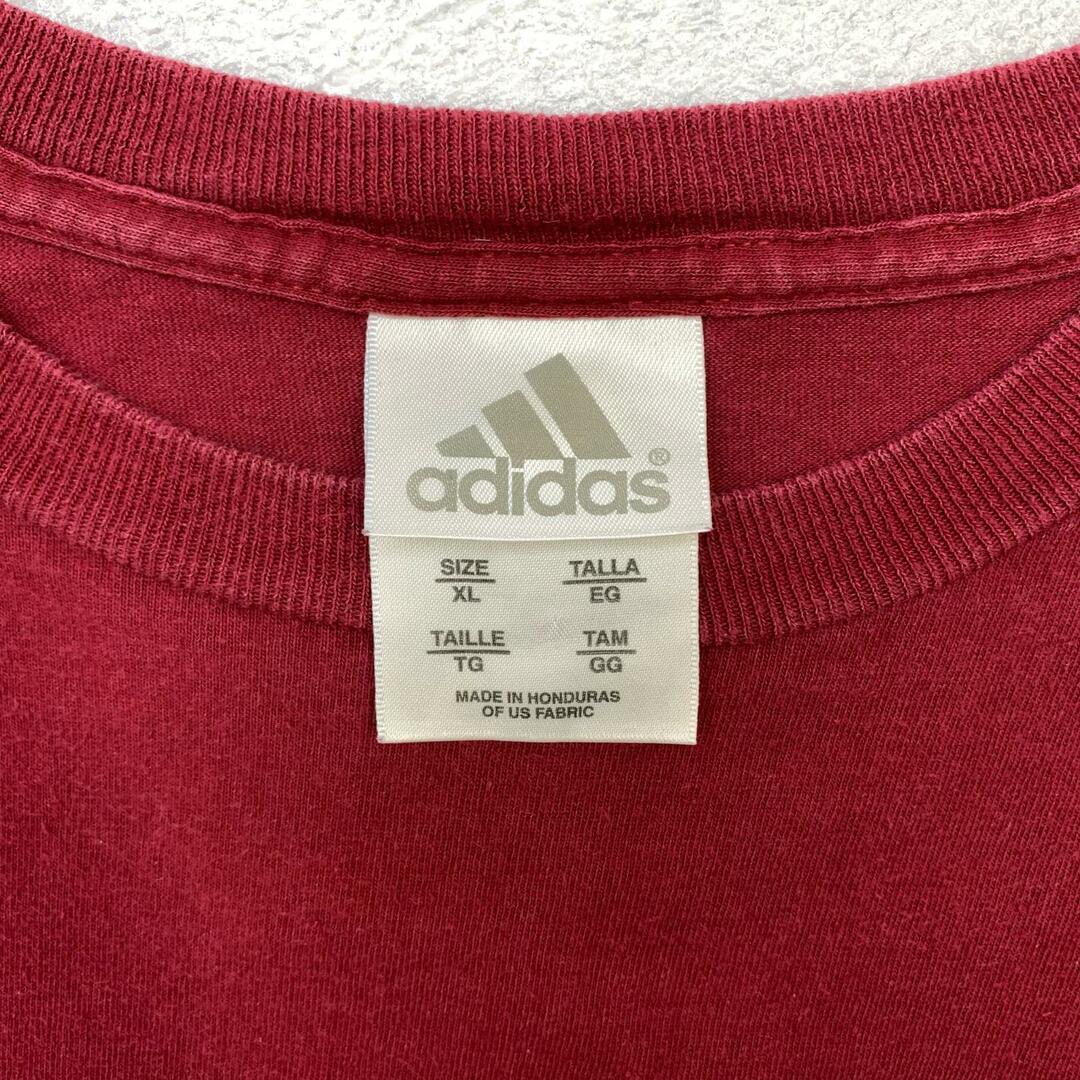 adidas®
SIZE TALLA
XL EG
TAILLE TAM
TG GG
MADE IN HONDURAS
OF US FABRIC